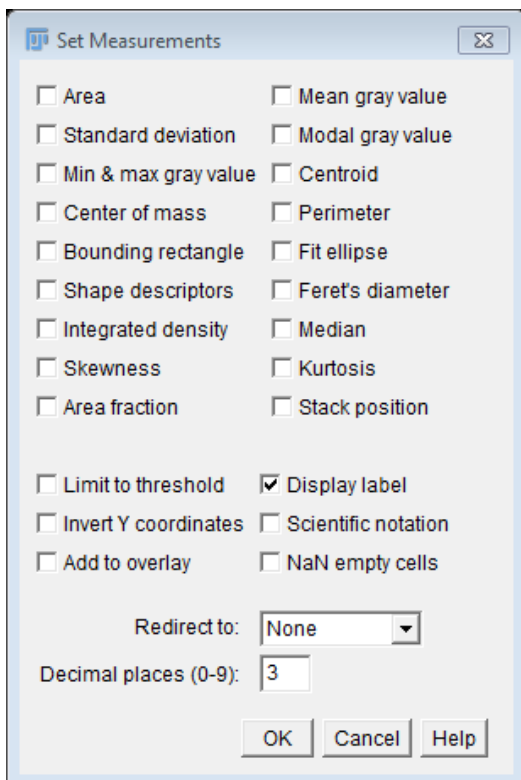 Set Measurements
Area Mean gray value
Standard deviation Modal gray value
Min & max gray value Centroid
Center of mass Perimeter
Bounding rectangle Fit ellipse
Shape descriptors Feret's diameter
Integrated density Median
Skewness Kurtosis
Area fraction Stack position
Limit to threshold Display label
Invert Y coordinates Scientific notation
Add to overlay NaN empty cells
Redirect to: None
Decimal places (0-9): 3
OK Cancel Help